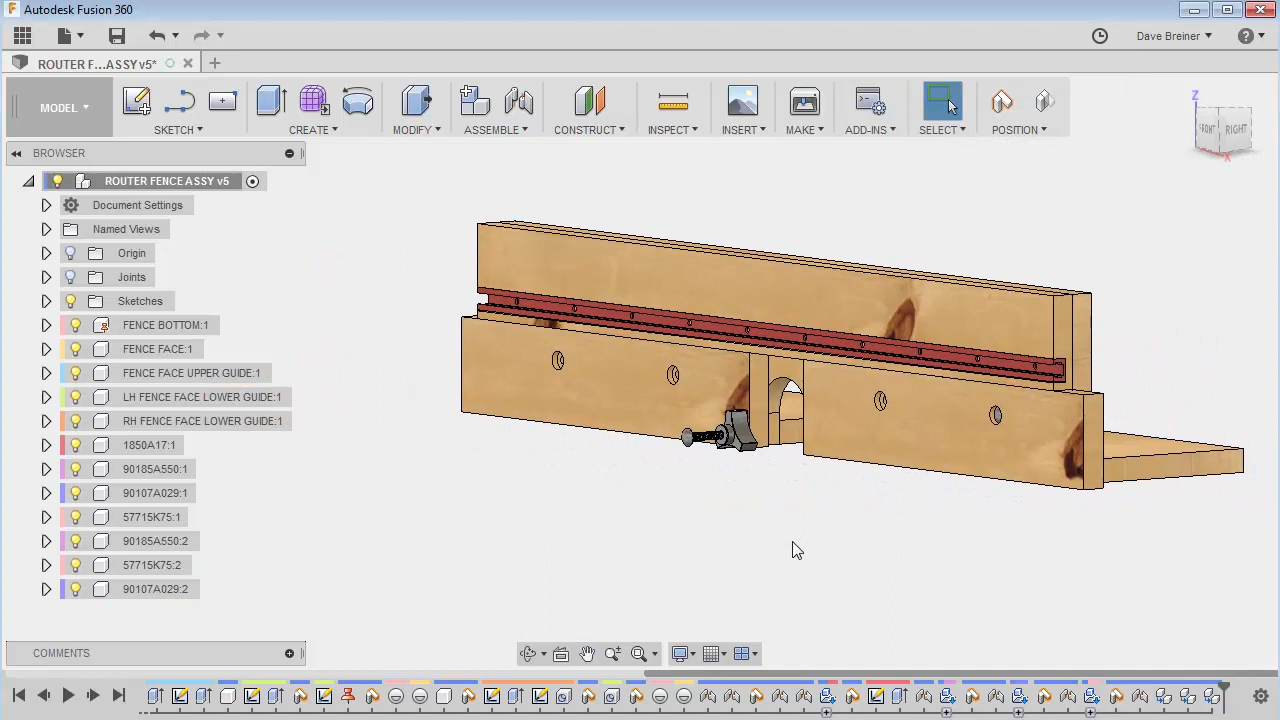 F Autodesk Fusion 360
Dave Breiner ?
ROUTER F...ASSY v5*
MODEL
SKETCH CREATE MODIFY ASSEMBLE CONSTRUCT INSPECT INSERT MAKE ADD-INS SELECT POSITION
Z
FRONT RIGHT
X
BROWSER
ROUTER FENCE ASSY v5
Document Settings
Named Views
Origin
Joints
Sketches
FENCE BOTTOM:1
FENCE FACE:1
FENCE FACE UPPER GUIDE:1
LH FENCE FACE LOWER GUIDE:1
RH FENCE FACE LOWER GUIDE:1
1850A17:1
90185A550:1
90107A029:1
57715K75:1
90185A550:2
57715K75:2
90107A029:2
COMMENTS